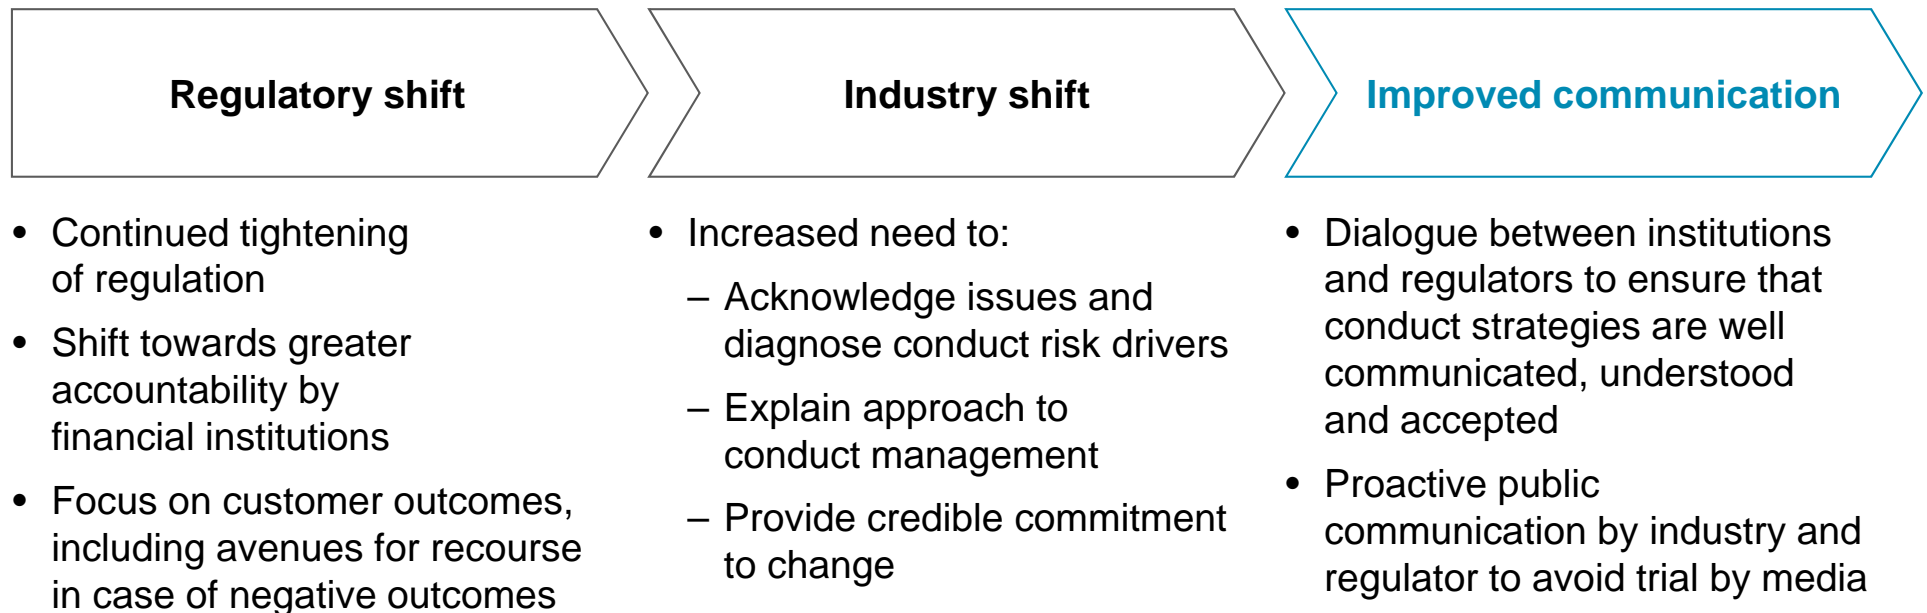 Regulatory shift
• Continued tightening
of regulation
• Shift towards greater
accountability by
financial institutions
• Focus on customer outcomes,
including avenues for recourse
in case of negative outcomes
Industry shift
• Increased need to:
– Acknowledge issues and
diagnose conduct risk drivers
– Explain approach to
conduct management
– Provide credible commitment
to change
Improved communication
• Dialogue between institutions
and regulators to ensure that
conduct strategies are well
communicated, understood
and accepted
• Proactive public
communication by industry and
regulator to avoid trial by media